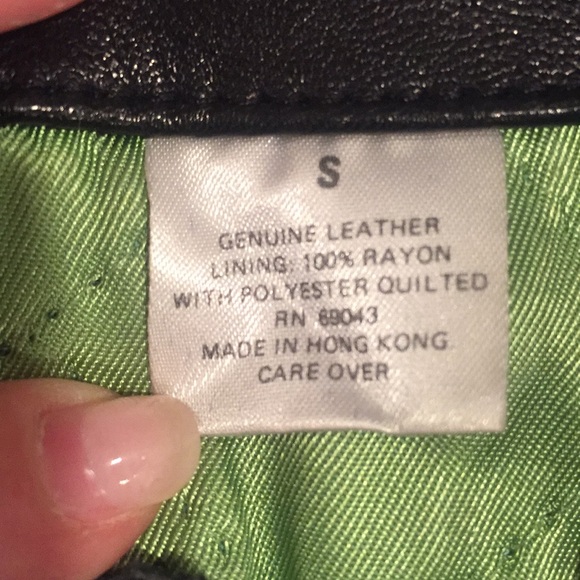 S
GENUINE LEATHER
LINING: 100% RAYON
WITH POLYESTER QUILTED
RN 69043
MADE IN HONG KONG
CARE OVER